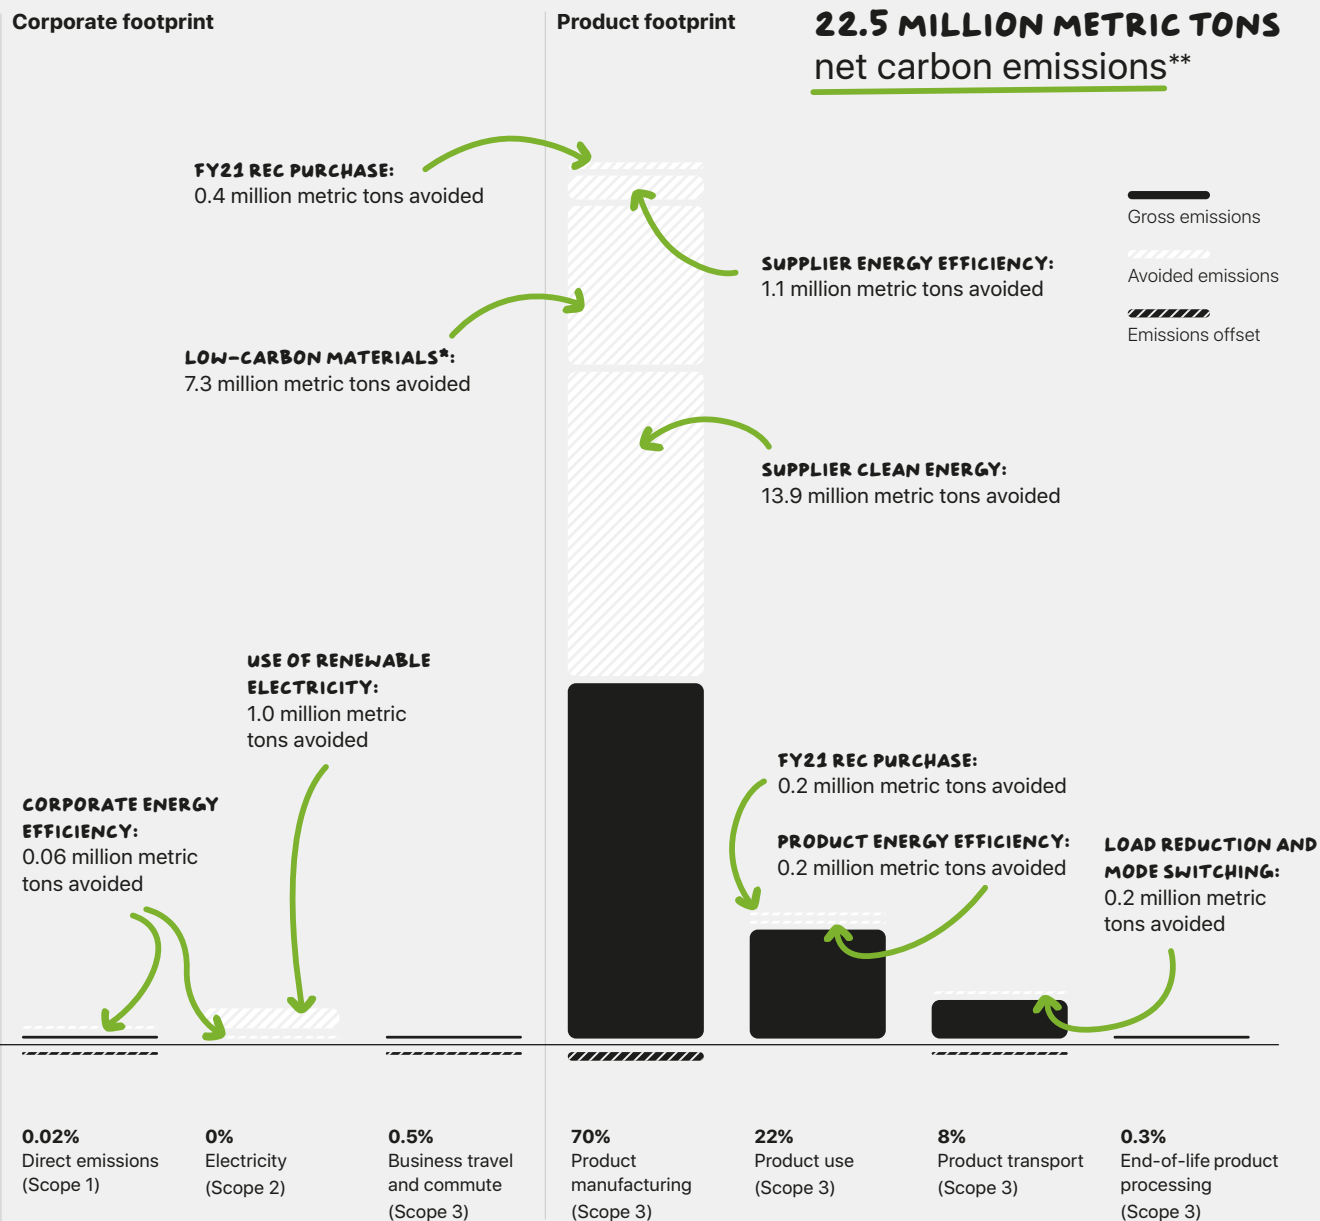 Corporate footprint
Product footprint
22.5 MILLION METRIC TONS
net carbon emissions**
FY21 REC PURCHASE:
0.4 million metric tons avoided
Gross emissions
Avoided emissions
Emissions offset
SUPPLIER ENERGY EFFICIENCY:
1.1 million metric tons avoided
LOW-CARBON MATERIALS*:
7.3 million metric tons avoided
SUPPLIER CLEAN ENERGY:
13.9 million metric tons avoided
USE OF RENEWABLE
ELECTRICITY:
1.0 million metric
tons avoided
CORPORATE ENERGY
EFFICIENCY:
0.06 million metric
tons avoided
FY21 REC PURCHASE:
0.2 million metric tons avoided
PRODUCT ENERGY EFFICIENCY:
0.2 million metric tons avoided
LOAD REDUCTION AND
MODE SWITCHING:
0.2 million metric
tons avoided
0.02%
Direct emissions
(Scope 1)
0%
Electricity
(Scope 2)
0.5%
Business travel
and commute
(Scope 3)
70%
Product
manufacturing
(Scope 3)
22%
Product use
(Scope 3)
8%
Product transport
(Scope 3)
0.3%
End-of-life product
processing
(Scope 3)